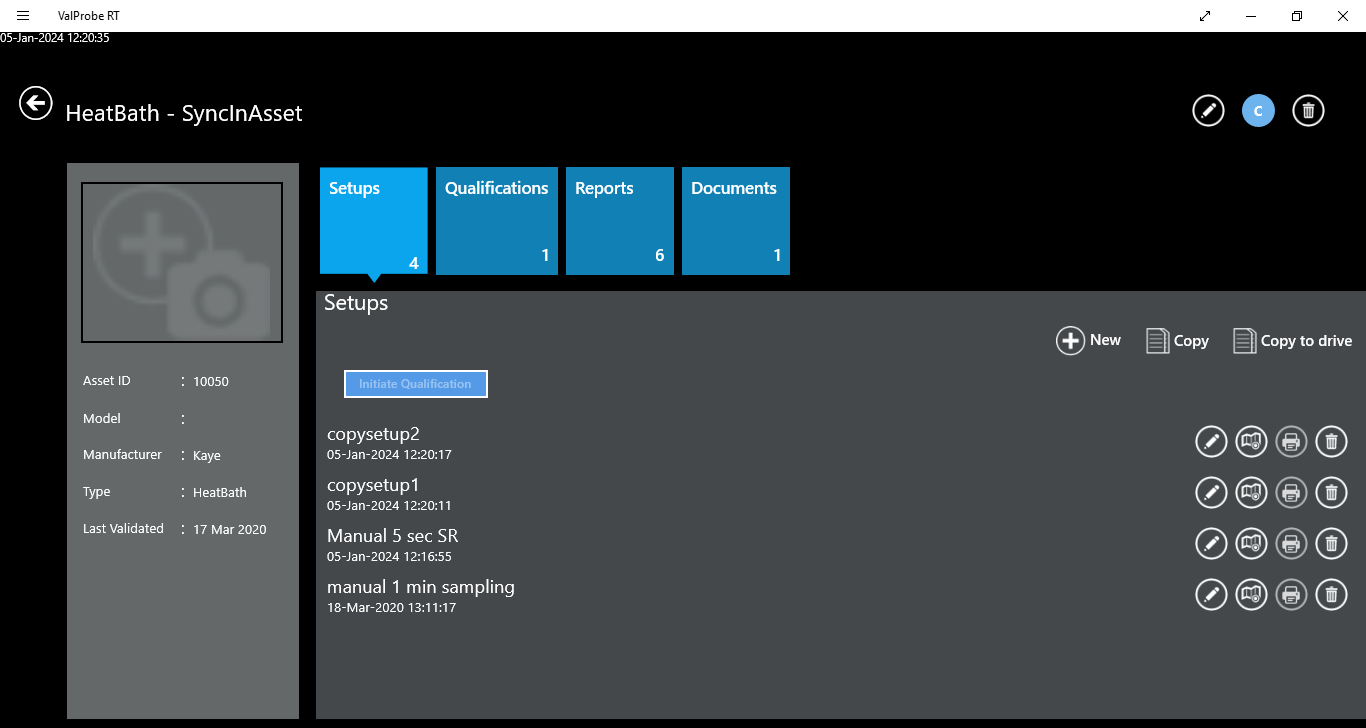 ValProbe RT
05-Jan-2024 12:20:35
HeatBath - SyncInAsset
C
Setups
4
Qualifications
1
Reports
6
Documents
1
Asset ID : 10050
Model :
Manufacturer : Kaye
Type : HeatBath
Last Validated : 17 Mar 2020
Setups
New Copy Copy to drive
Initiate Qualification
copysetup2
05-Jan-2024 12:20:17
copysetup1
05-Jan-2024 12:20:11
Manual 5 sec SR
05-Jan-2024 12:16:55
manual 1 min sampling
18-Mar-2020 13:11:17